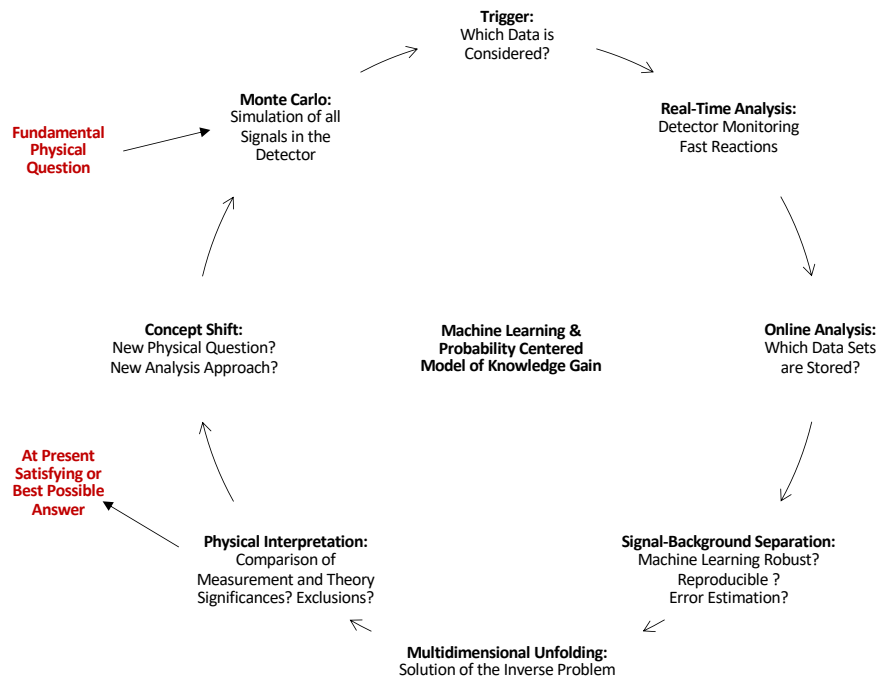 Trigger:
Which Data is
Considered?
Monte Carlo:
Simulation of all
Signals in the
Detector
Real-Time Analysis:
Detector Monitoring
Fast Reactions
Fundamental
Physical
Question
Concept Shift:
New Physical Question?
New Analysis Approach?
Machine Learning &
Probability Centered
Model of Knowledge Gain
Online Analysis:
Which Data Sets
are Stored?
At Present
Satisfying or
Best Possible
Answer
Physical Interpretation:
Comparison of
Measurement and Theory
Significances? Exclusions?
Signal-Background Separation:
Machine Learning Robust?
Reproducible ?
Error Estimation?
Multidimensional Unfolding:
Solution of the Inverse Problem